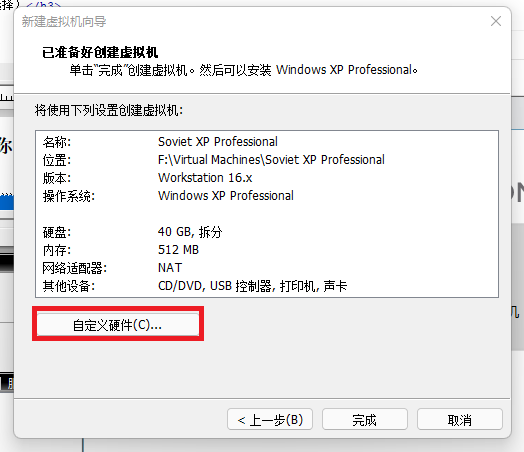 择）</h3>
新建虚拟机向导
已准备好创建虚拟机
单击“完成”创建虚拟机。然后可以安装 Windows XP Professional。
将使用下列设置创建虚拟机:
名称: Soviet XP Professional
位置: F:\Virtual Machines\Soviet XP Professional
版本: Workstation 16.x
操作系统: Windows XP Professional
硬盘: 40 GB, 拆分
内存: 512 MB
网络适配器: NAT
其他设备: CD/DVD, USB 控制器, 打印机, 声卡
自定义硬件(C)...
机
< 上一步(B) 完成 取消